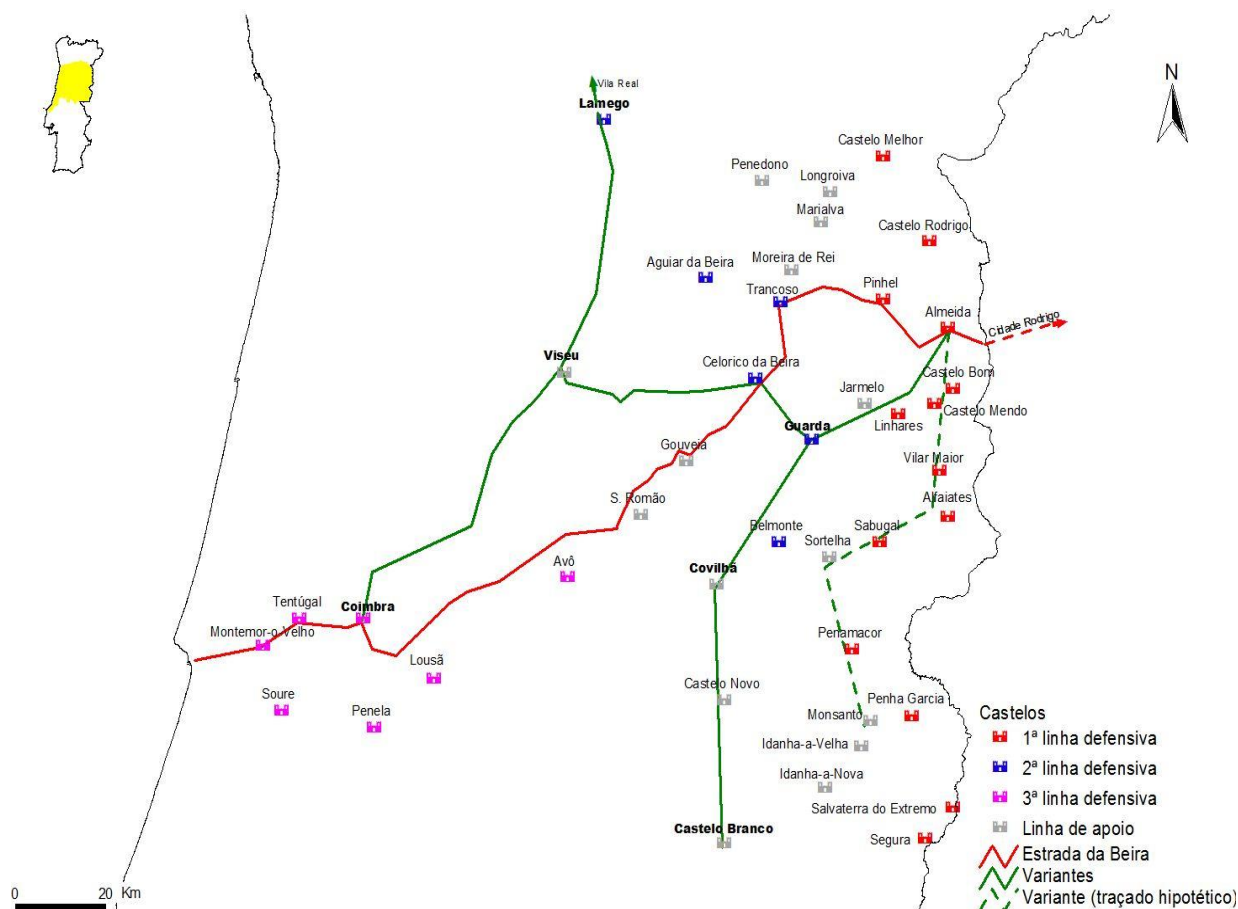 Vila Real
Lamego
N
Castelo Melhor
Penedono
Longroiva
Marialva
Castelo Rodrigo
Aguiar da Beira
Moreira de Rei
Trancoso
Pinhel
Almeida
Cidade Rodrigo
Viseu
Celorico da Beira
Castelo Bom
Jarmelo
Castelo Mendo
Linhares
Guarda
Gouveia
Vilar Maior
S. Romão
Alfaiates
Belmonte
Sabugal
Sortelha
Avô
Covilhã
Tentúgal
Coimbra
Montemor-o-Velho
Penamacor
Lousã
Soure
Penela
Castelo Novo
Penha Garcia
Monsanto
Idanha-a-Velha
Idanha-a-Nova
Salvaterra do Extremo
Castelo Branco
Segura
Castelos
1ª linha defensiva
2ª linha defensiva
3ª linha defensiva
Linha de apoio
Estrada da Beira
Variantes
Variante (traçado hipotético)
0 20 Km